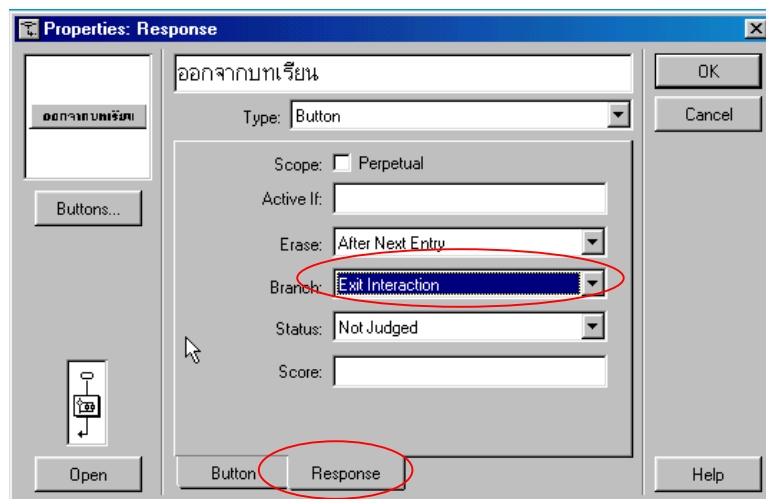 Properties: Response
ออกจากบทเรียน
OK
Type: Button
Cancel
ออกจากบทเรียน
Scope: Perpetual
Buttons...
Active If:
Erase: After Next Entry
Branch: Exit Interaction
Status: Not Judged
Score:
Open
Button
Response
Help